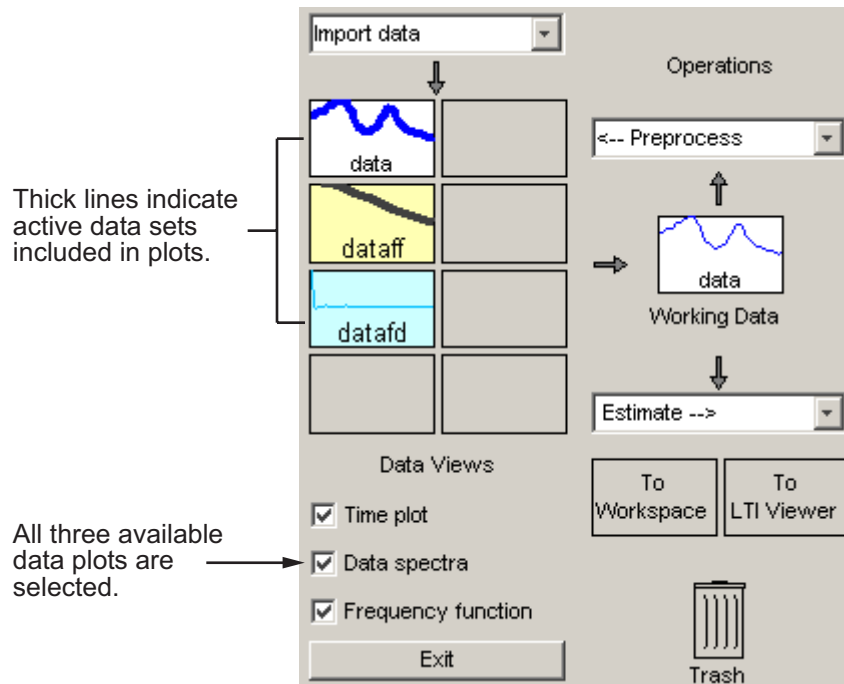 Import data
Operations
<-- Preprocess
data
Thick lines indicate
active data sets
included in plots.
dataff
data
Working Data
datafd
Estimate -->
Data Views
To
Workspace
To
LTI Viewer
Time plot
All three available
data plots are
selected.
Data spectra
Frequency function
Exit
Trash